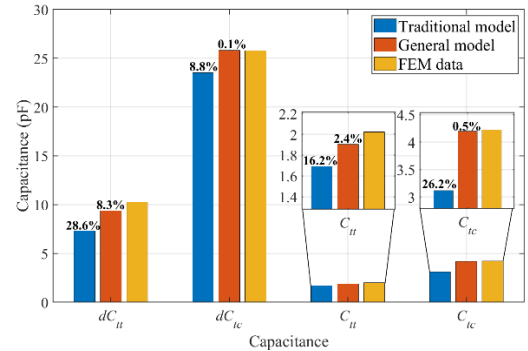 30
25
20
15
10
5
0
Capacitance (pF)
Traditional model
General model
FEM data
28.6%
8.3%
8.8%
0.1%
2.2
2
1.8
1.6
1.4
16.2%
2.4%
C_tt
4.5
4
3.5
3
26.2%
0.5%
C_tc
dC_tt
dC_tc
C_tt
C_tc
Capacitance